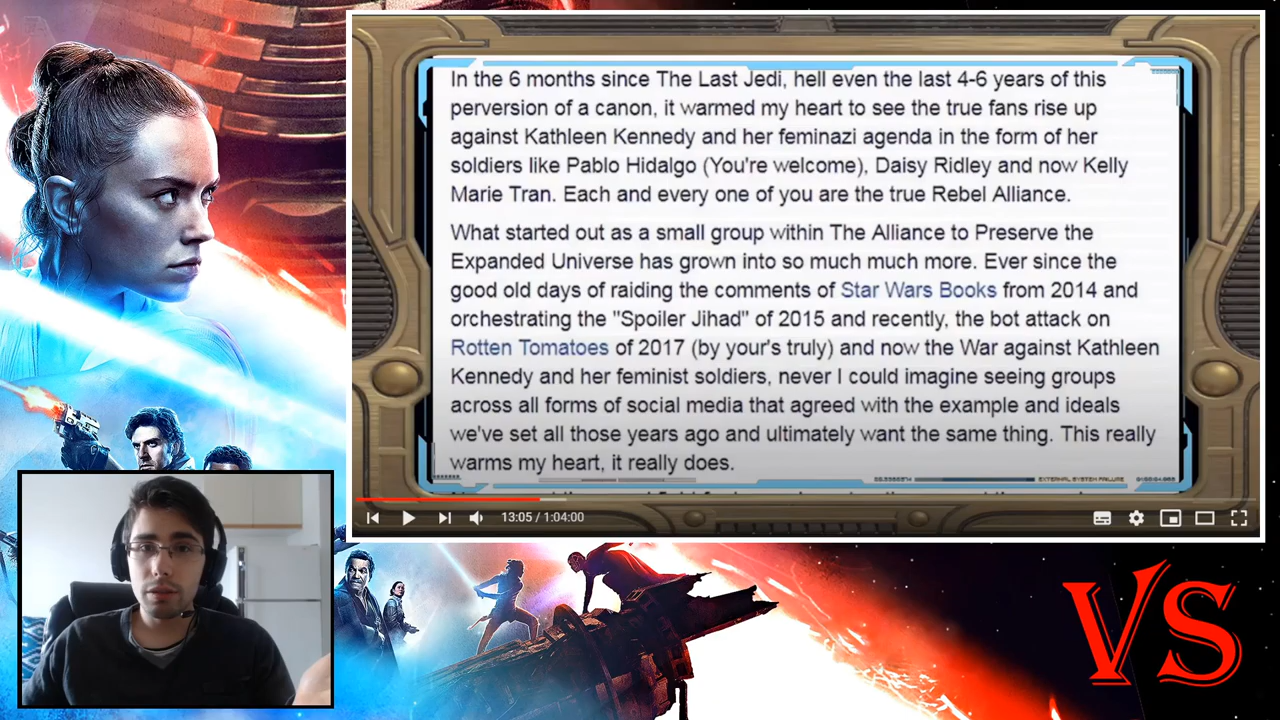 In the 6 months since The Last Jedi, hell even the last 4-6 years of this
perversion of a canon, it warmed my heart to see the true fans rise up
against Kathleen Kennedy and her feminazi agenda in the form of her
soldiers like Pablo Hidalgo (You're welcome), Daisy Ridley and now Kelly
Marie Tran. Each and every one of you are the true Rebel Alliance.
What started out as a small group within The Alliance to Preserve the
Expanded Universe has grown into so much much more. Ever since the
good old days of raiding the comments of Star Wars Books from 2014 and
orchestrating the "Spoiler Jihad" of 2015 and recently, the bot attack on
Rotten Tomatoes of 2017 (by your's truly) and now the War against Kathleen
Kennedy and her feminist soldiers, never I could imagine seeing groups
across all forms of social media that agreed with the example and ideals
we've set all those years ago and ultimately want the same thing. This really
warms my heart, it really does.
EXTERNAL SYSTEM FAILURE
13:05 / 1:04:00
VS